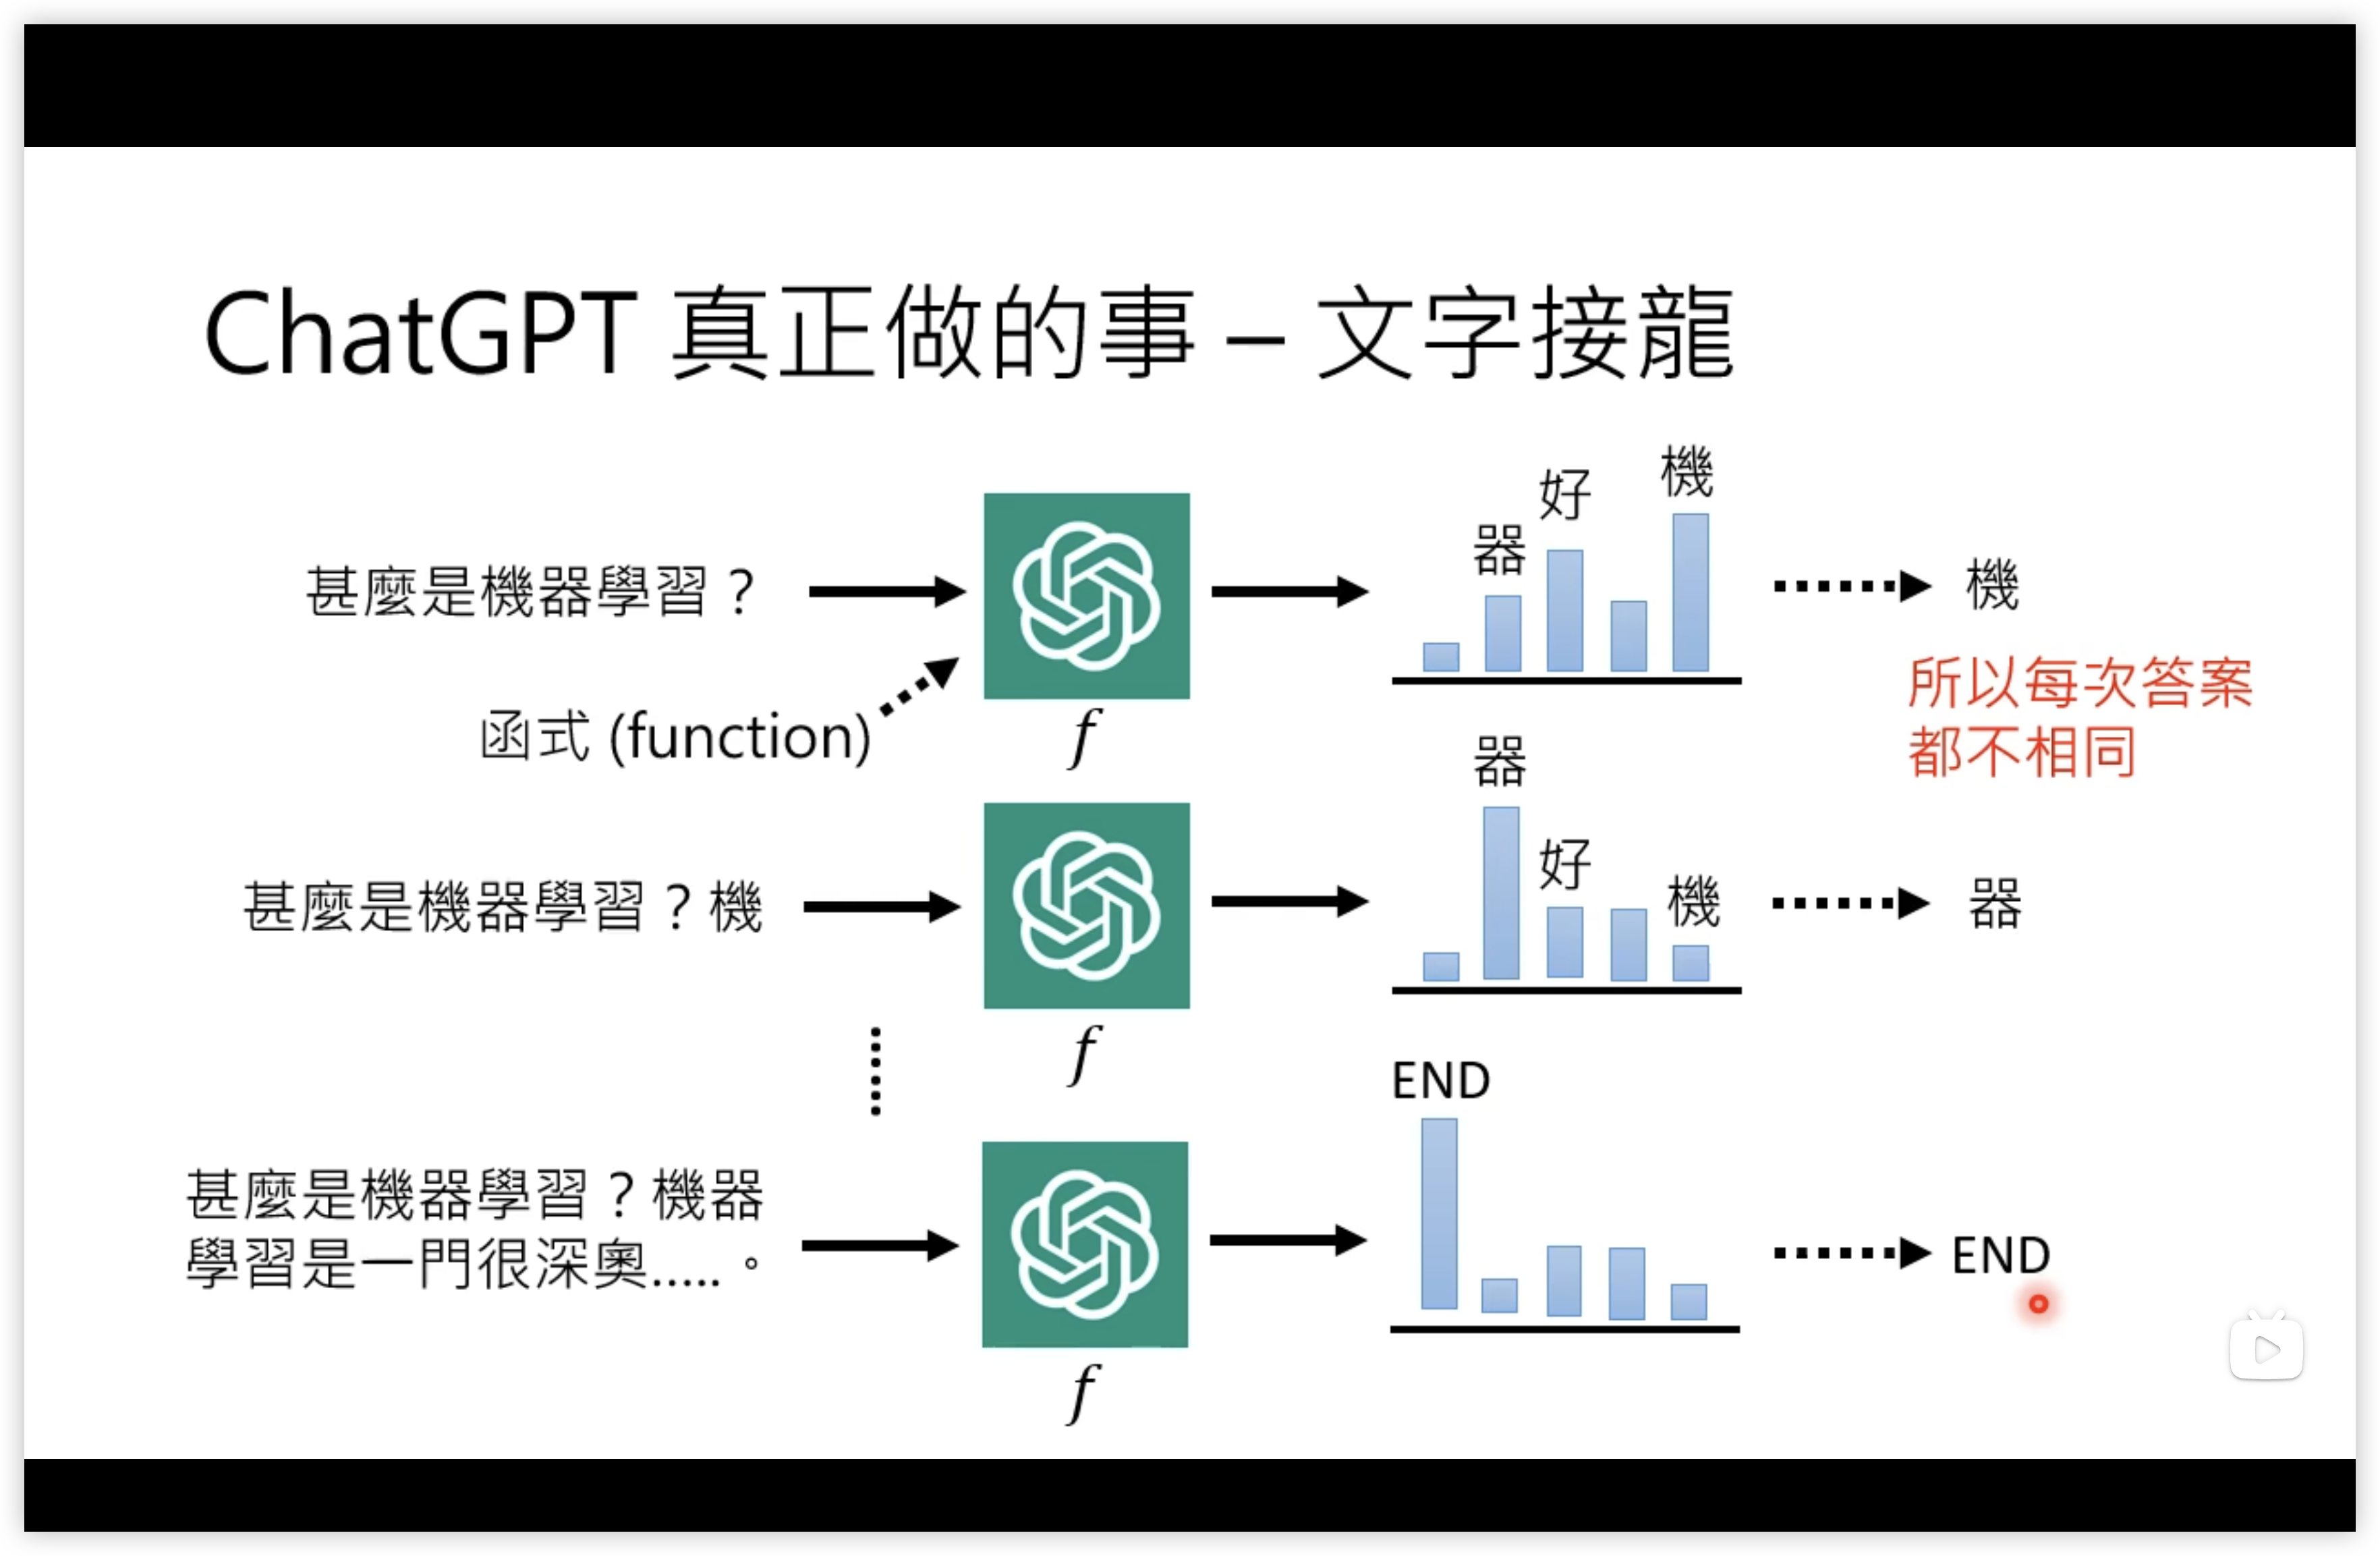 ChatGPT 真正做的事 – 文字接龍
甚麼是機器學習？
函式 (function)
f
器
好
機
機
所以每次答案
都不相同
甚麼是機器學習？機
f
器
好
機
器
甚麼是機器學習？機器
學習是一門很深奧..... 。
f
END
END